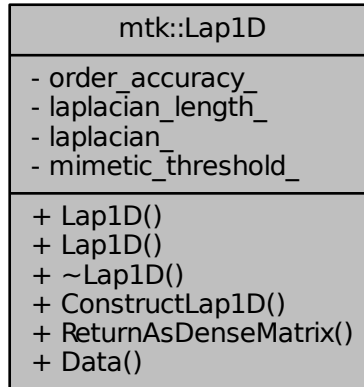 mtk::Lap1D
- order_accuracy_
- laplacian_length_
- laplacian_
- mimetic_threshold_
+ Lap1D()
+ Lap1D()
+ ~Lap1D()
+ ConstructLap1D()
+ ReturnAsDenseMatrix()
+ Data()